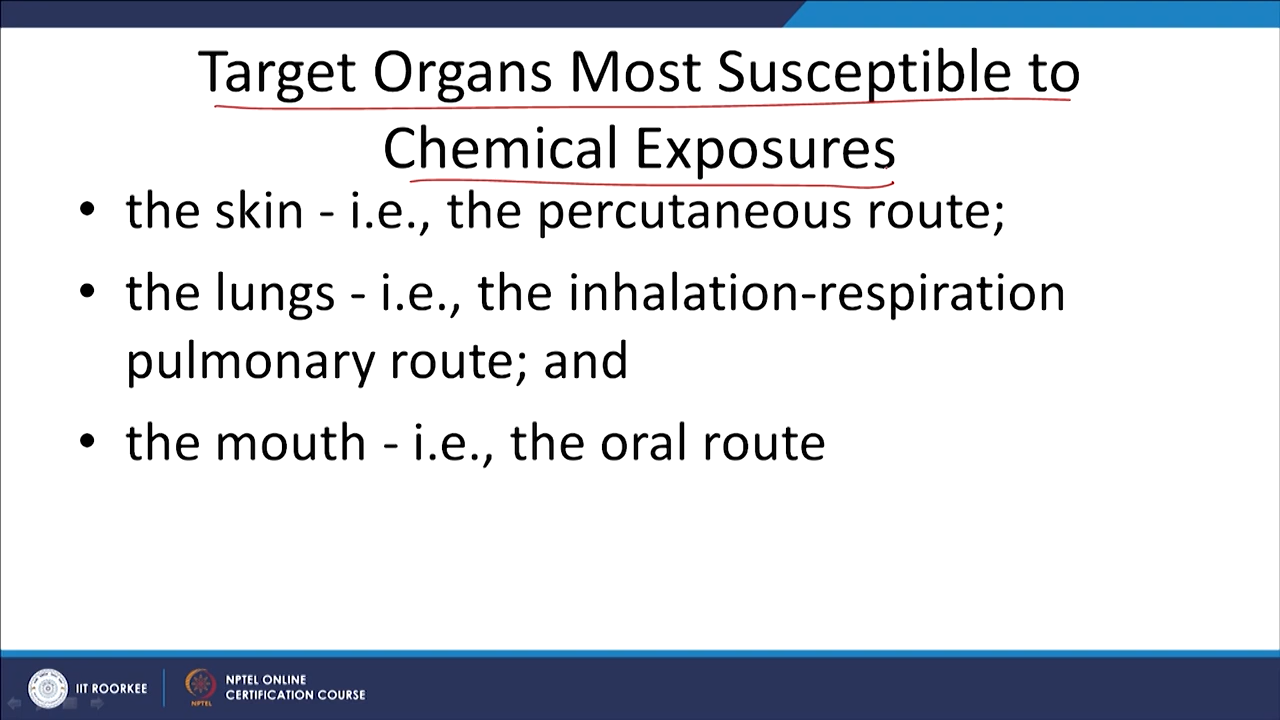 Target Organs Most Susceptible to
Chemical Exposures
• the skin - i.e., the percutaneous route;
• the lungs - i.e., the inhalation-respiration
pulmonary route; and
• the mouth - i.e., the oral route
IIT ROORKEE
NPTEL
NPTEL ONLINE
CERTIFICATION COURSE